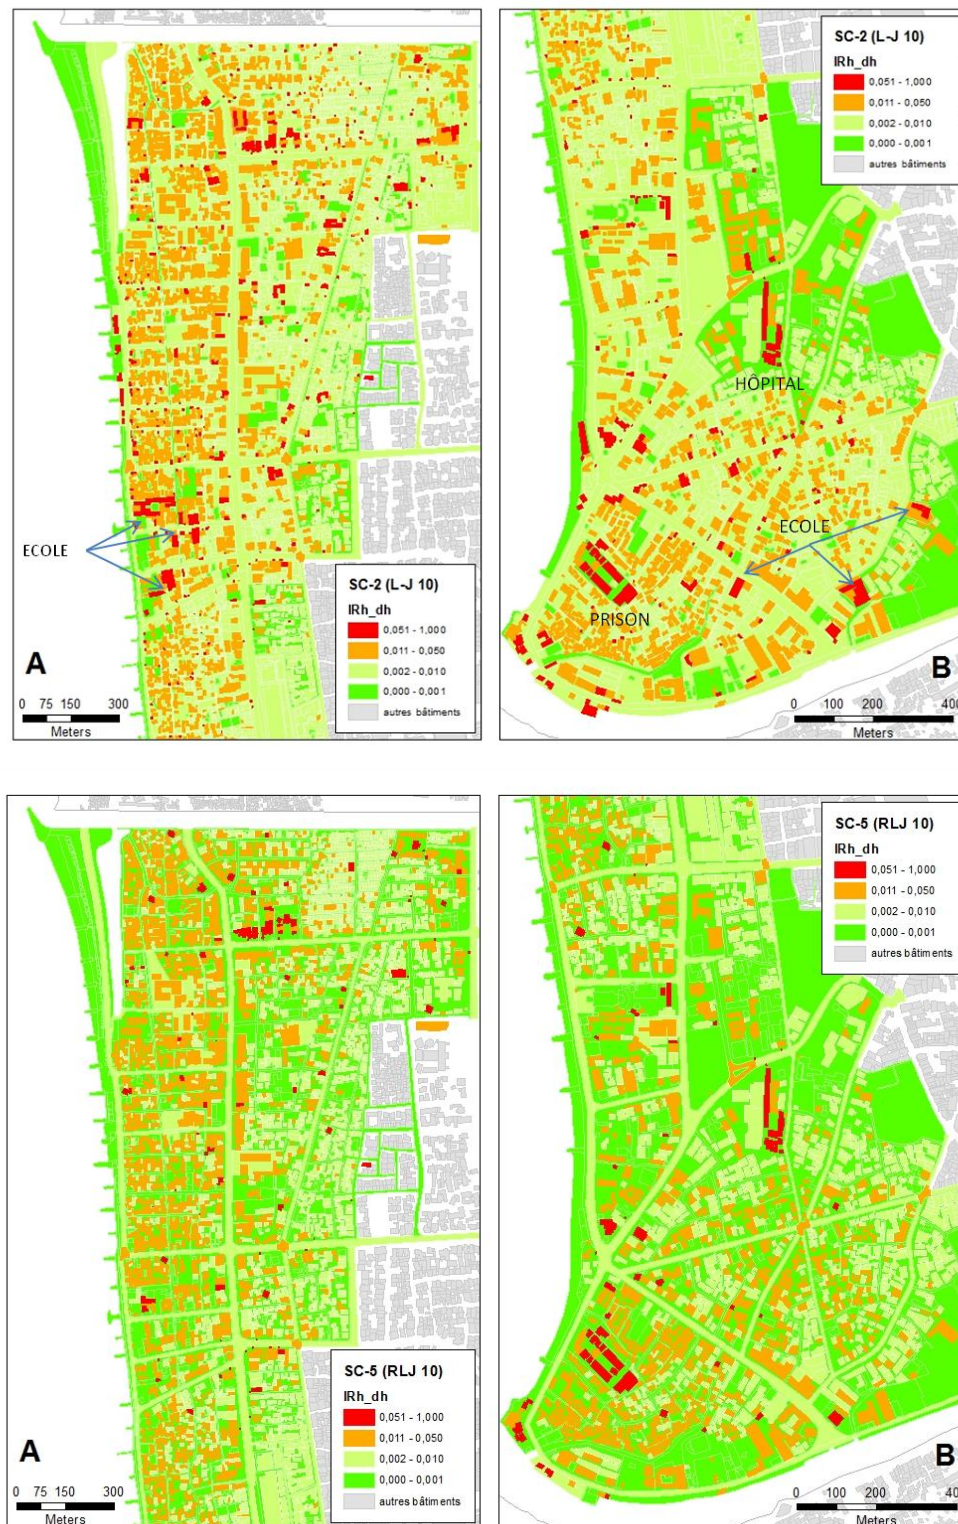 SC-2 (L-J 10)
IRh_dh
0,051 - 1,000
0,011 - 0,050
0,002 - 0,010
0,000 - 0,001
autres bâtiments
ECOLE
A
0 75 150 300
Meters
SC-2 (L-J 10)
IRh_dh
0,051 - 1,000
0,011 - 0,050
0,002 - 0,010
0,000 - 0,001
autres bâtiments
HÔPITAL
ECOLE
PRISON
B
0 100 200 400
Meters
SC-5 (RLJ 10)
IRh_dh
0,051 - 1,000
0,011 - 0,050
0,002 - 0,010
0,000 - 0,001
autres bâtiments
A
0 75 150 300
Meters
SC-5 (RLJ 10)
IRh_dh
0,051 - 1,000
0,011 - 0,050
0,002 - 0,010
0,000 - 0,001
autres bâtiments
B
0 100 200 40
Meters